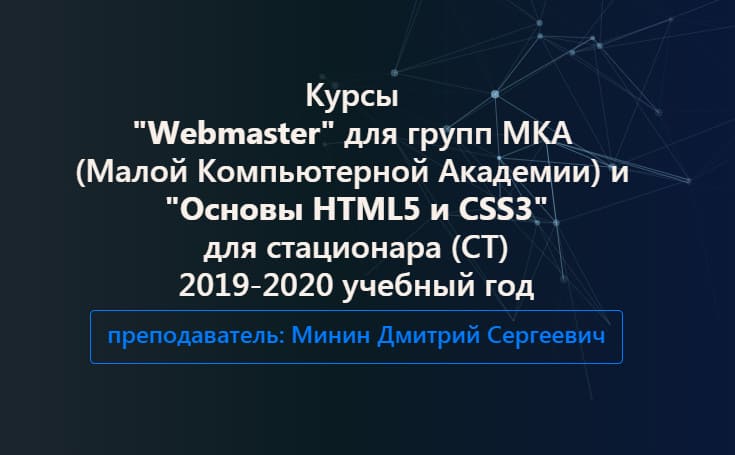 Курсы
"Webmaster" для групп МКА
(Малой Компьютерной Академии) и
"Основы HTML5 и CSS3"
для стационара (СТ)
2019-2020 учебный год
преподаватель: Минин Дмитрий Сергеевич